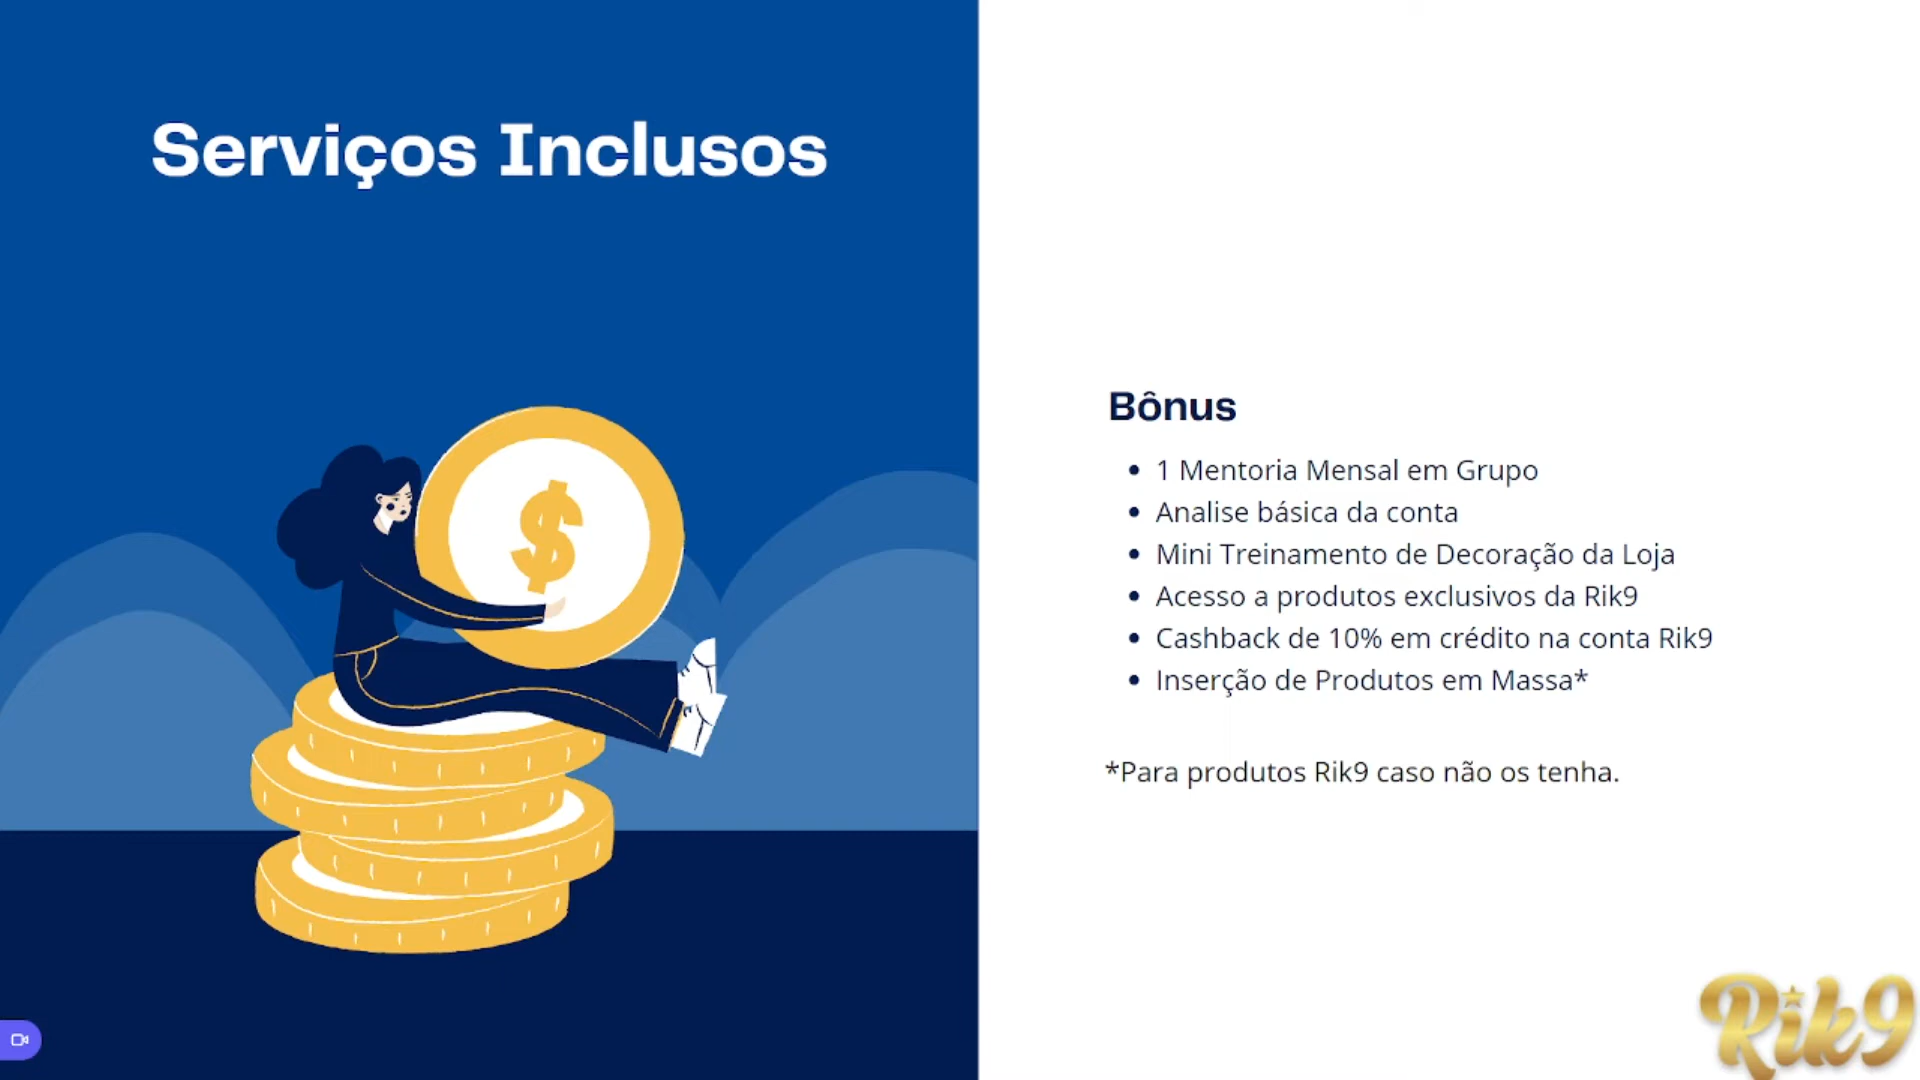 Serviços Inclusos
$
Bônus
• 1 Mentoria Mensal em Grupo
• Analise básica da conta
• Mini Treinamento de Decoração da Loja
• Acesso a produtos exclusivos da Rik9
• Cashback de 10% em crédito na conta Rik9
• Inserção de Produtos em Massa*
*Para produtos Rik9 caso não os tenha.
Rik9